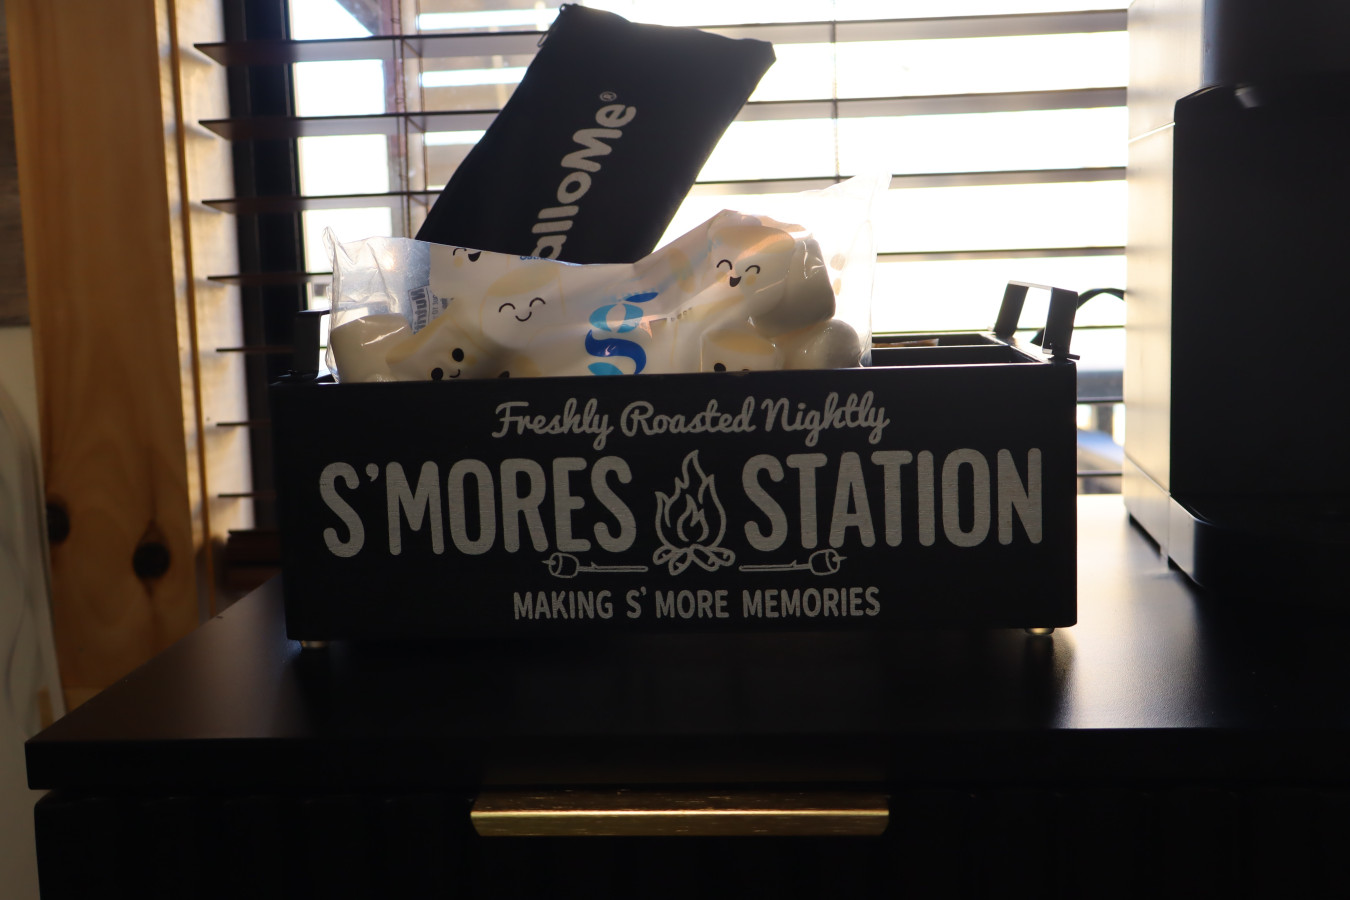 alloMe®
Freshly Roasted Nightly
S'MORES STATION
MAKING S'MORE MEMORIES